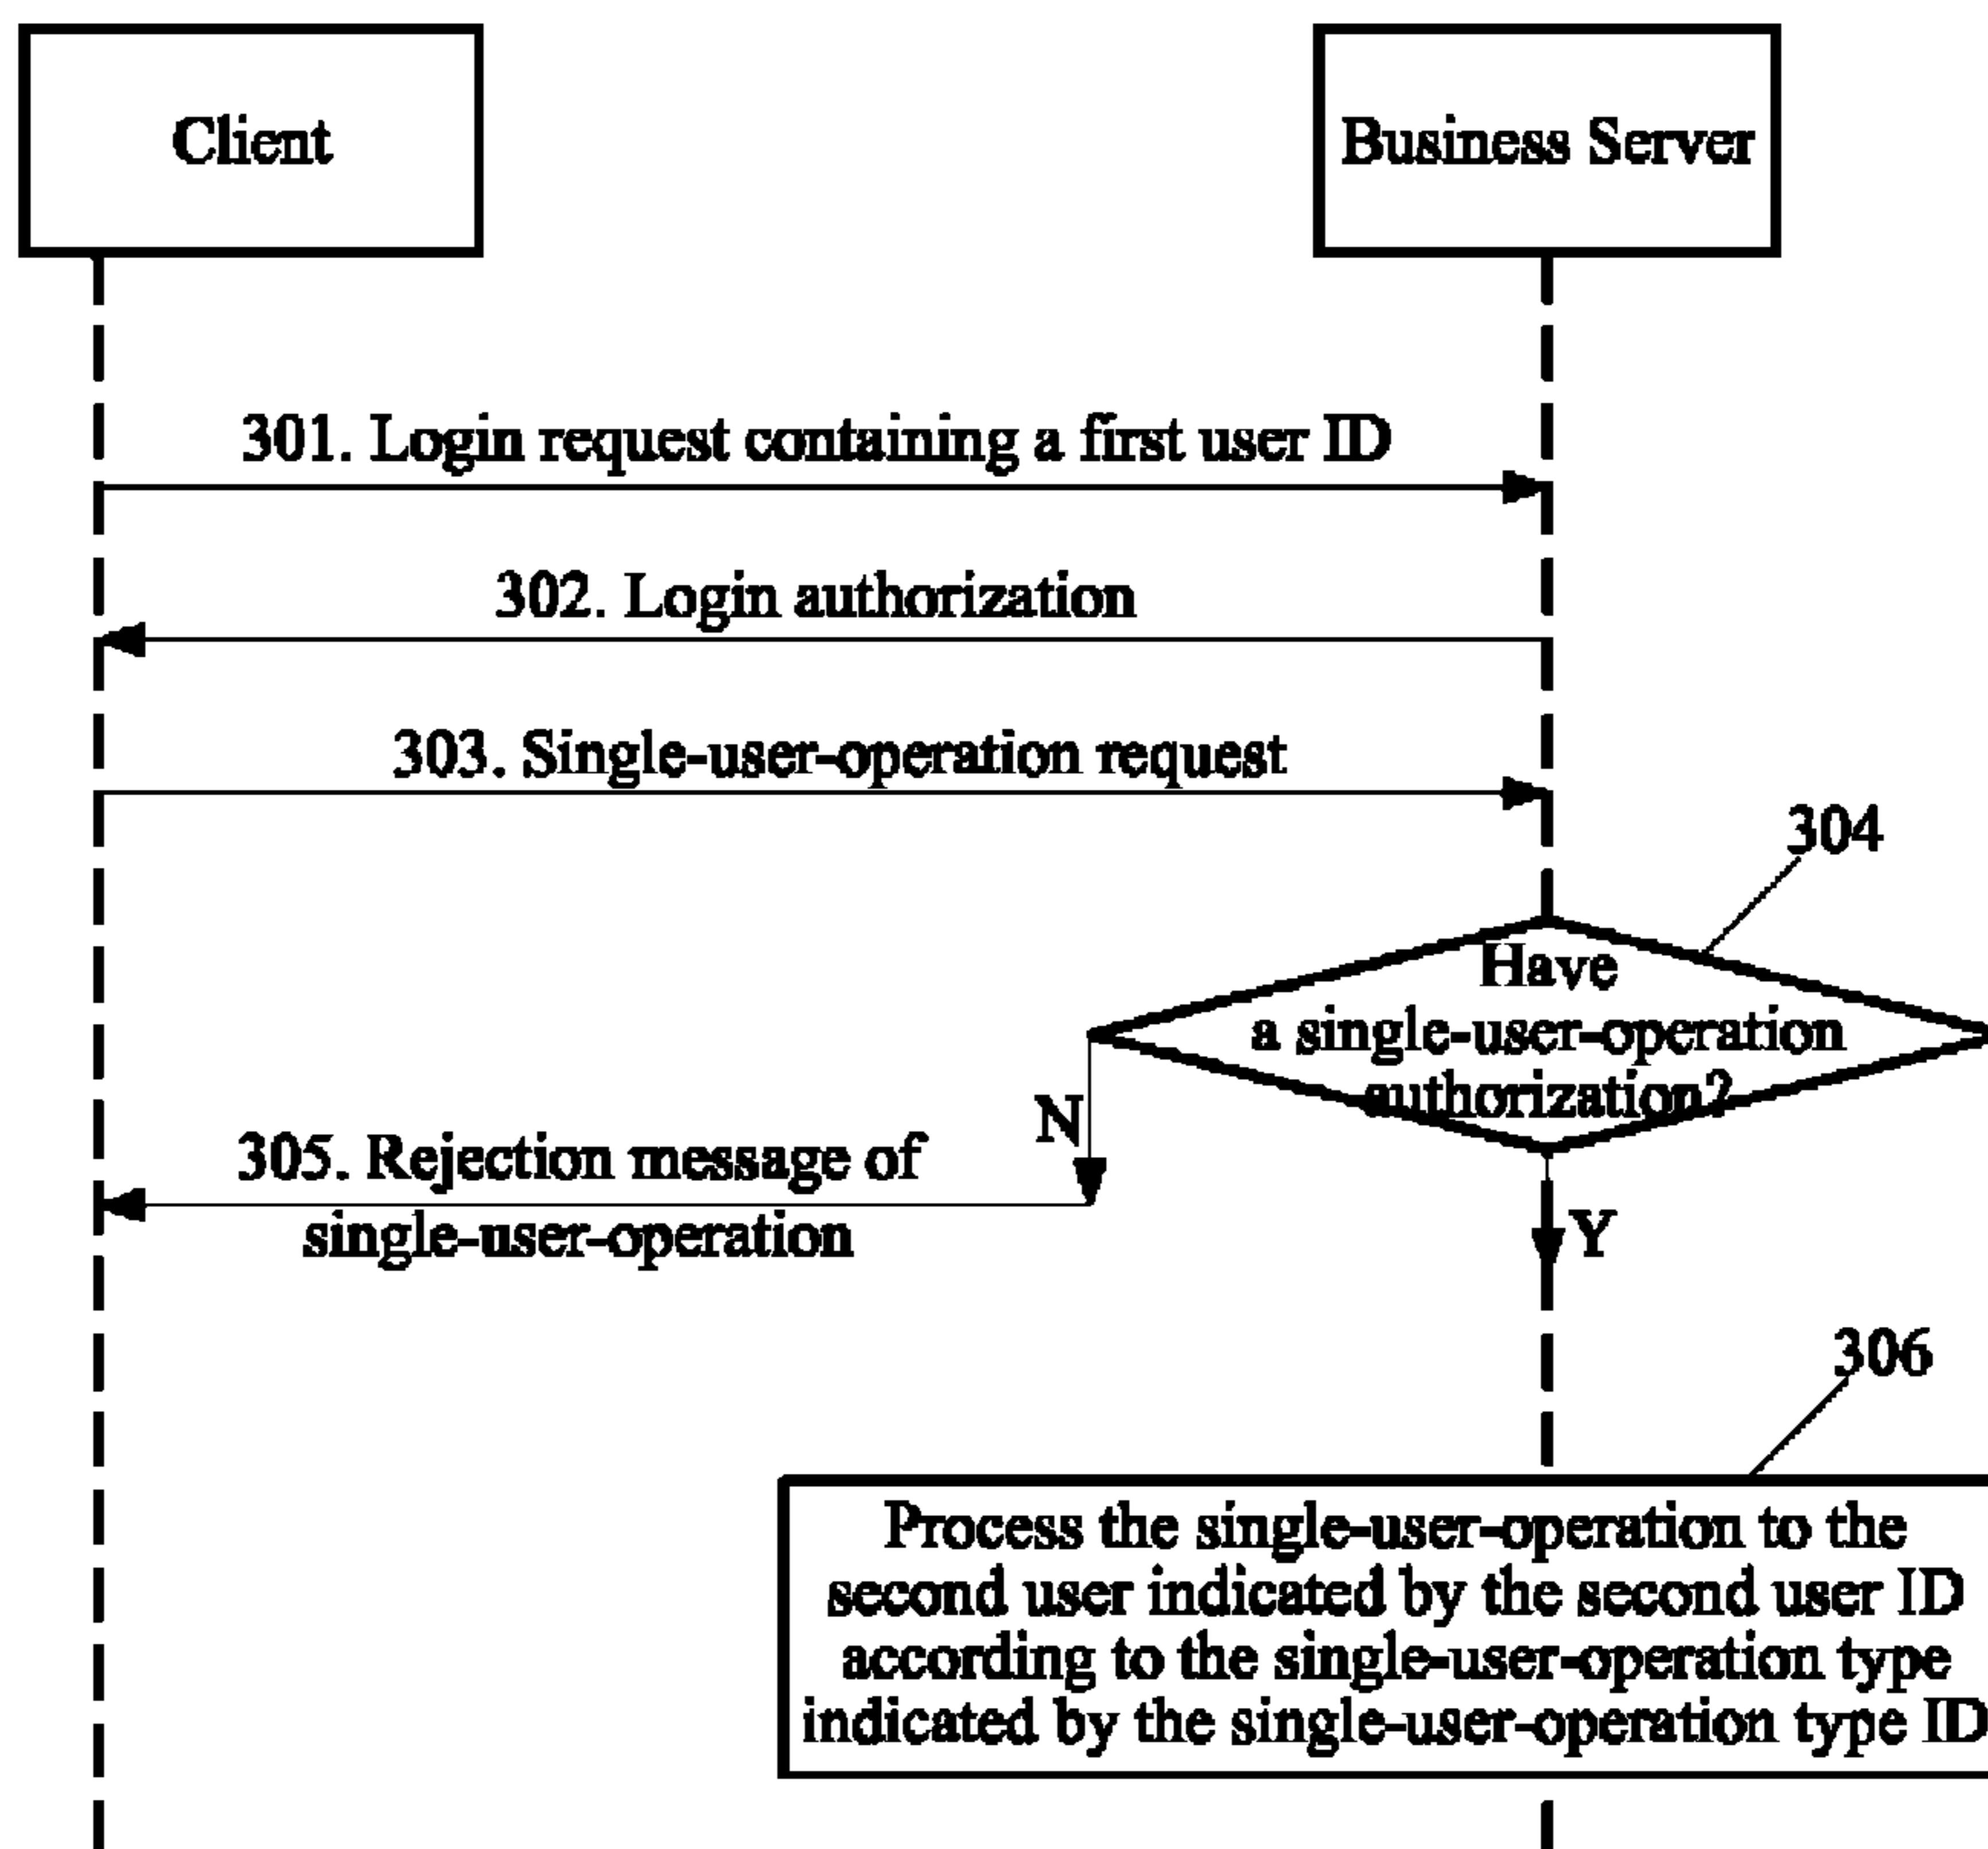 Client
Business Server
301. Login request containing a first user ID
302. Login authorization
303. Single-user-operation request
304
Have
a single-user-operation
authorization?
N
305. Rejection message of
single-user-operation
Y
306
Process the single-user-operation to the
second user indicated by the second user ID
according to the single-user-operation type
indicated by the single-user-operation type ID